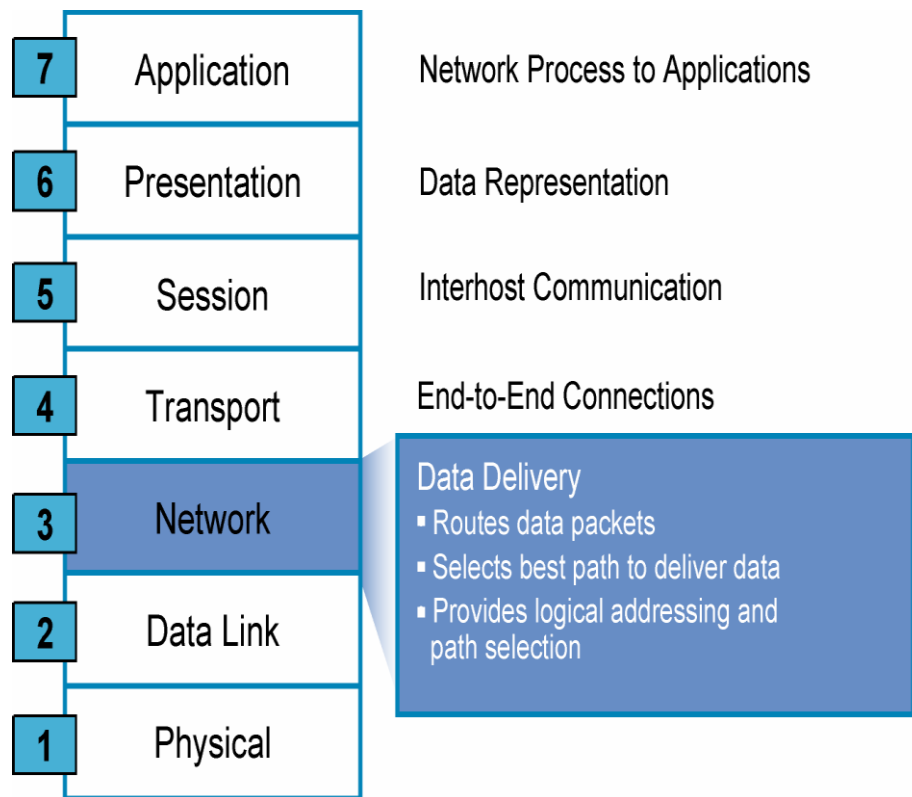 7 Application Network Process to Applications
6 Presentation Data Representation
5 Session Interhost Communication
4 Transport End-to-End Connections
3 Network
Data Delivery
▪ Routes data packets
▪ Selects best path to deliver data
▪ Provides logical addressing and
path selection
2 Data Link
1 Physical